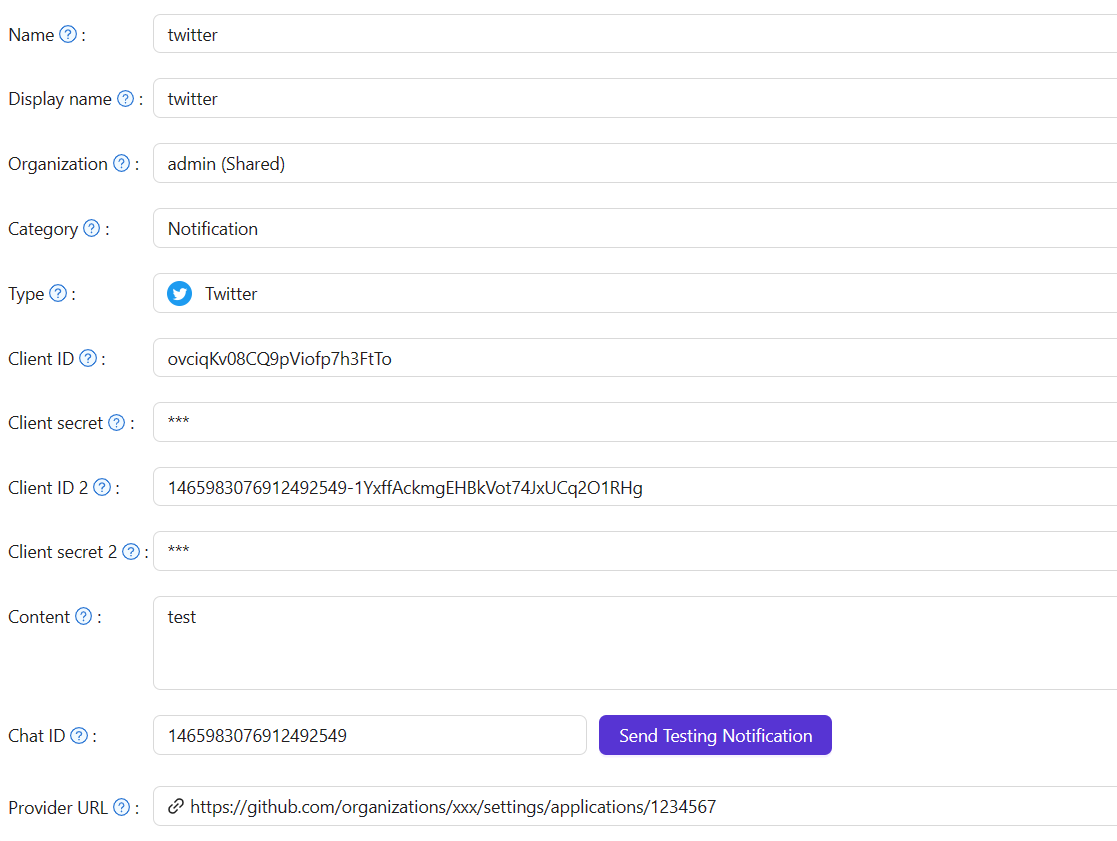 Name ? : twitter
Display name ? : twitter
Organization ? : admin (Shared)
Category ? : Notification
Type ? : Twitter
Client ID ? : ovciqKv08CQ9pViofp7h3FtTo
Client secret ? : ***
Client ID 2 ? : 1465983076912492549-1YxffAckmgEHBkVot74JxUCq2O1RHg
Client secret 2 ? : ***
Content ? : test
Chat ID ? : 1465983076912492549 Send Testing Notification
Provider URL ? : https://github.com/organizations/xxx/settings/applications/1234567